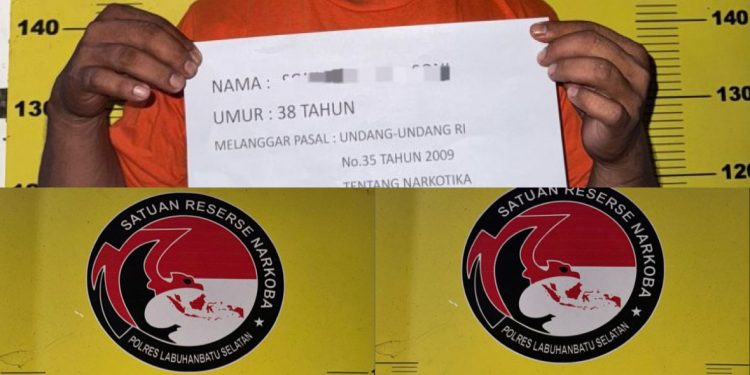 140
140
130
130
120
NAMA :
UMUR : 38 TAHUN
MELANGGAR PASAL : UNDANG-UNDANG RI
No.35 TAHUN 2009
TENTANG NARKOTIKA
SATUAN RESERSE NARKOBA
POLRES LABUHANBATU SELATAN
SATUAN RESERSE NARKOBA
POLRES LABUHANBATU SELATAN